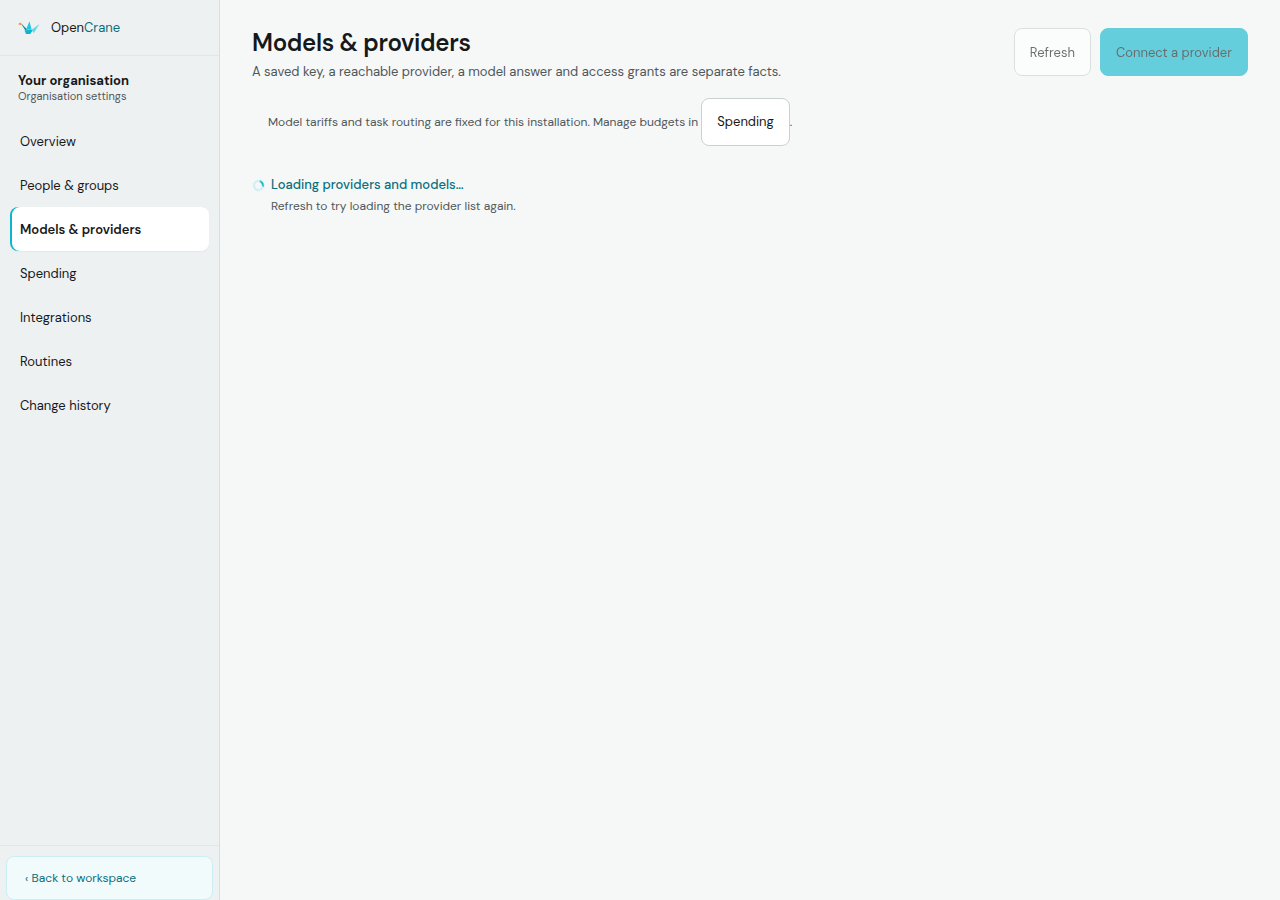 OpenCrane
Your organisation
Organisation settings
Overview
People & groups
Models & providers
Spending
Integrations
Routines
Change history
‹ Back to workspace
Models & providers
A saved key, a reachable provider, a model answer and access grants are separate facts.
Refresh
Connect a provider
Model tariffs and task routing are fixed for this installation. Manage budgets in Spending .
Loading providers and models…
Refresh to try loading the provider list again.